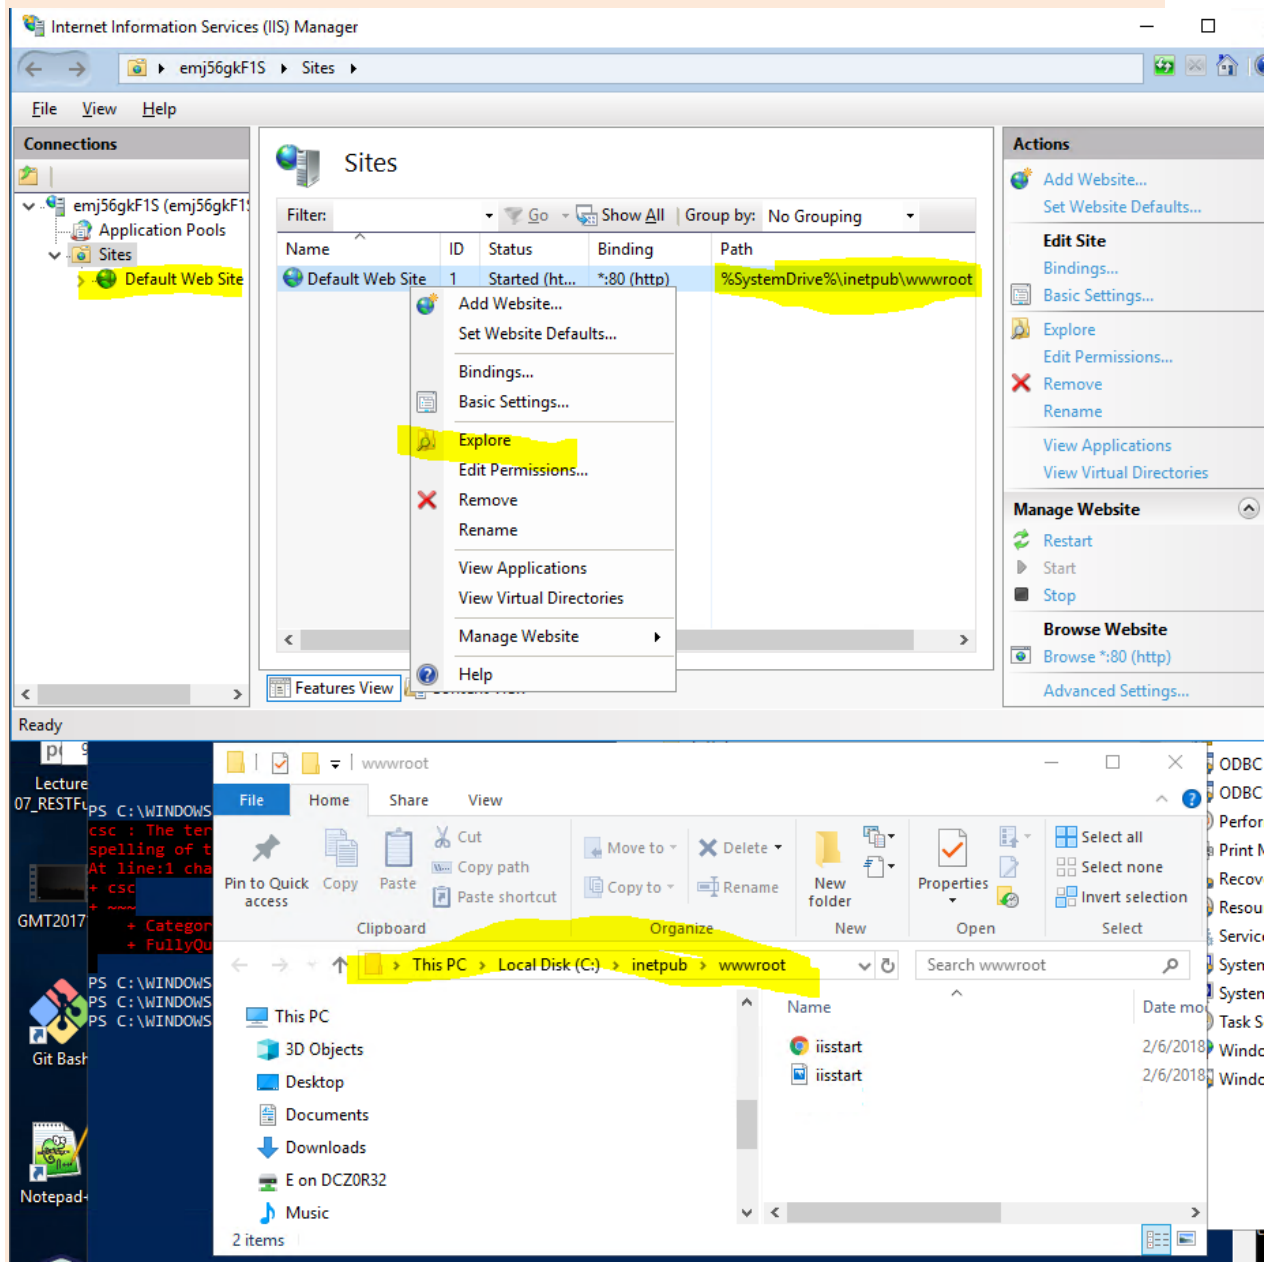 Internet Information Services (IIS) Manager
emj56gkF1S
Sites
File View Help
Connections
emj56gkF1S (emj56gkF1
Application Pools
Sites
Default Web Site
Sites
Filter: Go Show All Group by: No Grouping
Name ID Status Binding Path
Default Web Site 1 Started (ht... *:80 (http) %SystemDrive%\inetpub\wwwroot
Add Website...
Set Website Defaults...
Bindings...
Basic Settings...
Explore
Edit Permissions...
Remove
Rename
View Applications
View Virtual Directories
Manage Website
Help
Features View
Actions
Add Website...
Set Website Defaults...
Edit Site
Bindings...
Basic Settings...
Explore
Edit Permissions...
Remove
Rename
View Applications
View Virtual Directories
Manage Website
Restart
Start
Stop
Browse Website
Browse *:80 (http)
Advanced Settings...
Ready
Lecture
07_RESTFu
GMT2017
Git Bash
Notepad+
PS C:\WINDOWS
csc : The ter
spelling of t
At line:1 cha
+ csc
+ ~~~
+ Categor
+ FullyQu
PS C:\WINDOWS
PS C:\WINDOWS
PS C:\WINDOWS
wwwroot
File Home Share View
Pin to Quick access
Copy
Paste
Cut
Copy path
Paste shortcut
Clipboard
Move to
Copy to
Delete
Rename
Organize
New folder
New
Properties
Open
Select all
Select none
Invert selection
Select
This PC Local Disk (C:) inetpub wwwroot
Search wwwroot
This PC
3D Objects
Desktop
Documents
Downloads
E on DCZ0R32
Music
Name Date mo
iisstart 2/6/2018
iisstart 2/6/2018
2 items
ODBC
ODBC
Perfor
Print M
Recov
Resou
Service
System
System
Task S
Windo
Windo